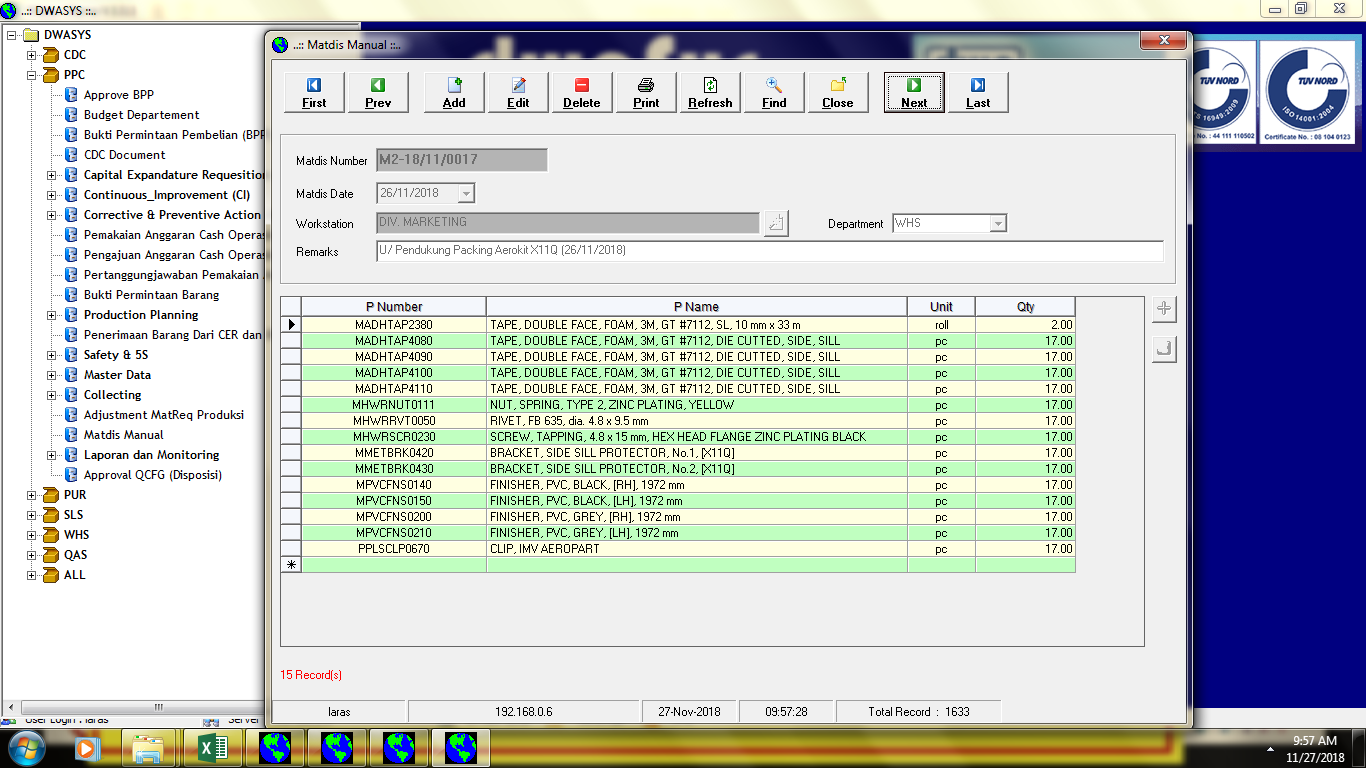 ..:: DWASYS ::..
DWASYS
CDC
PPC
Approve BPP
Budget Departement
Bukti Permintaan Pembelian (BPP
CDC Document
Capital Expandature Requesition
Continuous_Improvement (CI)
Corrective & Preventive Action
Pemakaian Anggaran Cash Operas
Pengajuan Anggaran Cash Operas
Pertanggungjawaban Pemakaian
Bukti Permintaan Barang
Production Planning
Penerimaan Barang Dari CER dan
Safety & 5S
Master Data
Collecting
Adjustment MatReq Produksi
Matdis Manual
Laporan dan Monitoring
Approval QCFG (Disposisi)
PUR
SLS
WHS
QAS
ALL
User Login : laras Server
..:: Matdis Manual ::..
First Prev Add Edit Delete Print Refresh Find Close Next Last
Matdis Number M2-18/11/0017
Matdis Date 26/11/2018
Workstation DIV. MARKETING Department WHS
Remarks U/ Pendukung Packing Aerokit X11Q (26/11/2018)
P Number P Name Unit Qty
MADHTAP2380 TAPE, DOUBLE FACE, FOAM, 3M, GT #7112, SL, 10 mm x 33 m roll 2.00
MADHTAP4080 TAPE, DOUBLE FACE, FOAM, 3M, GT #7112, DIE CUTTED, SIDE, SILL pc 17.00
MADHTAP4090 TAPE, DOUBLE FACE, FOAM, 3M, GT #7112, DIE CUTTED, SIDE, SILL pc 17.00
MADHTAP4100 TAPE, DOUBLE FACE, FOAM, 3M, GT #7112, DIE CUTTED, SIDE, SILL pc 17.00
MADHTAP4110 TAPE, DOUBLE FACE, FOAM, 3M, GT #7112, DIE CUTTED, SIDE, SILL pc 17.00
MHWRNUT0111 NUT, SPRING, TYPE 2, ZINC PLATING, YELLOW pc 17.00
MHWRRVT0050 RIVET, FB 635, dia. 4.8 x 9.5 mm pc 17.00
MHWRSCR0230 SCREW, TAPPING, 4.8 x 15 mm, HEX HEAD FLANGE ZINC PLATING BLACK pc 17.00
MMETBRK0420 BRACKET, SIDE SILL PROTECTOR, No.1, [X11Q] pc 17.00
MMETBRK0430 BRACKET, SIDE SILL PROTECTOR, No.2, [X11Q] pc 17.00
MPVCFNS0140 FINISHER, PVC, BLACK, [RH], 1972 mm pc 17.00
MPVCFNS0150 FINISHER, PVC, BLACK, [LH], 1972 mm pc 17.00
MPVCFNS0200 FINISHER, PVC, GREY, [RH], 1972 mm pc 17.00
MPVCFNS0210 FINISHER, PVC, GREY, [LH], 1972 mm pc 17.00
PPLSCLP0670 CLIP, IMV AEROPART pc 17.00
15 Record(s)
laras 192.168.0.6 27-Nov-2018 09:57:28 Total Record : 1633
TUV NORD TUV NORD
16949:2009 ISO 14001:2004
No. : 44 111 110502 Certificate No. : 08 104 0123
9:57 AM
11/27/2018